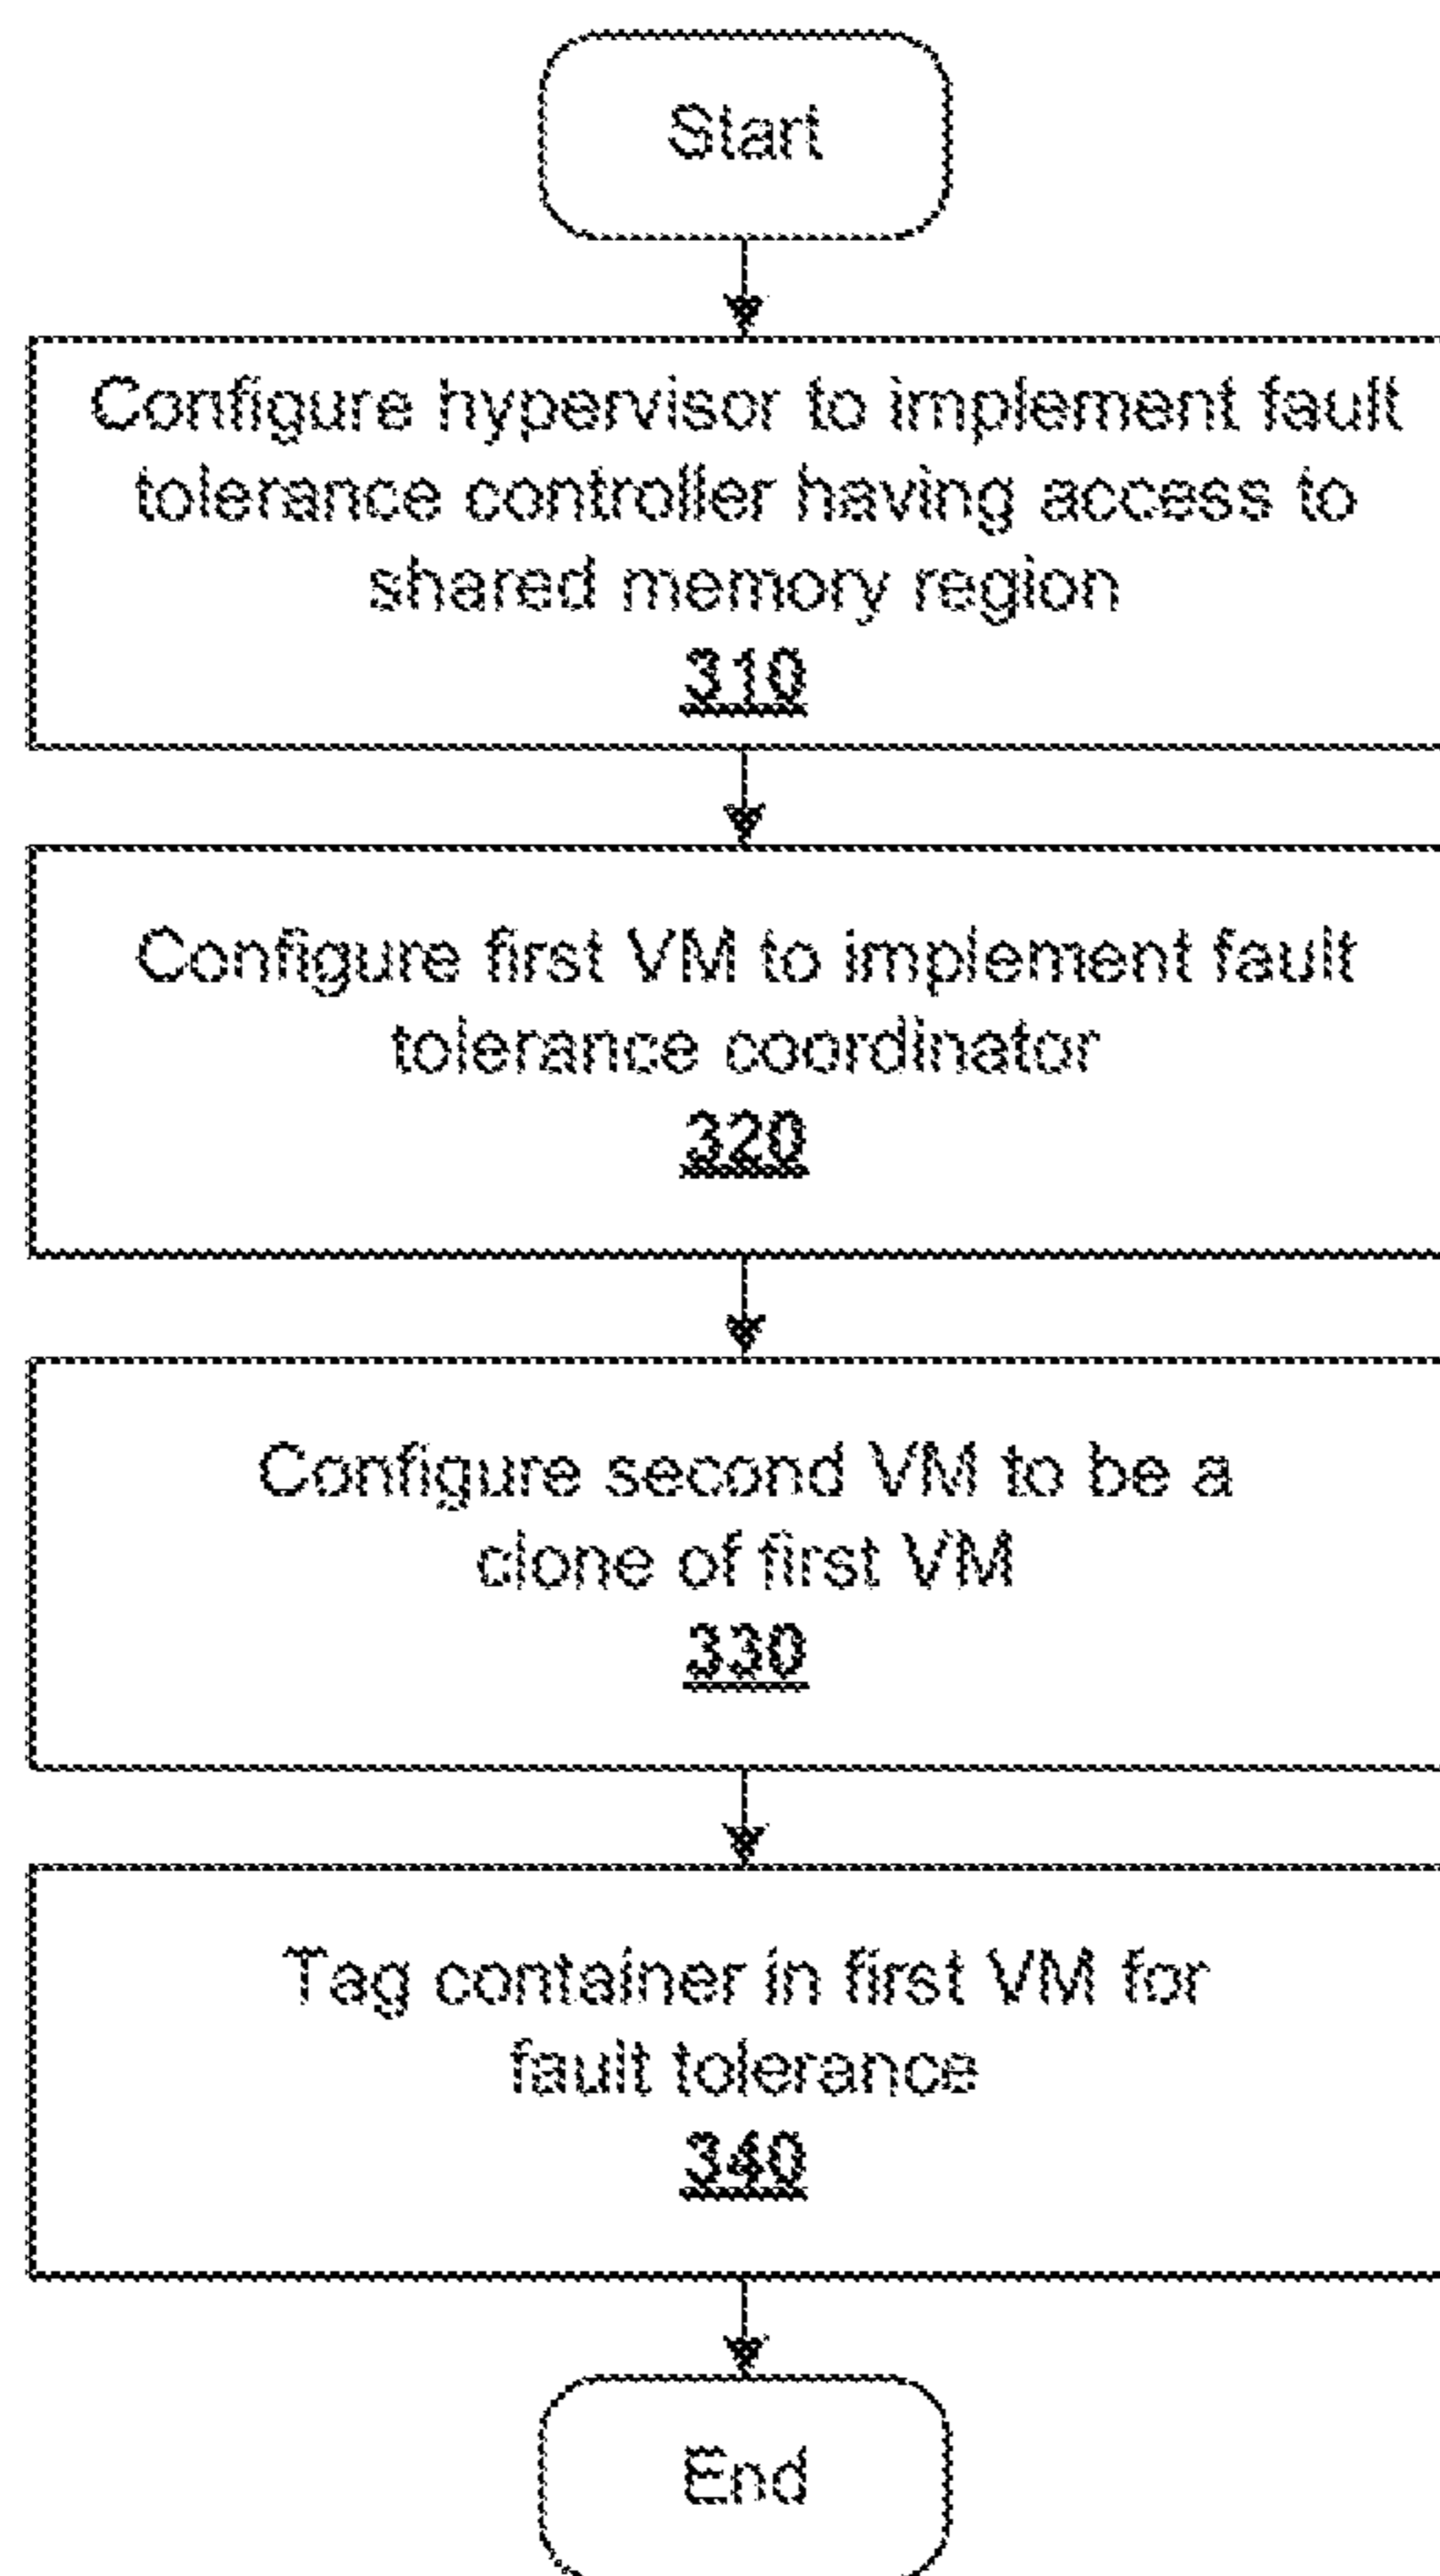 Start
Configure hypervisor to implement fault
tolerance controller having access to
shared memory region
310
Configure first VM to implement fault
tolerance coordinator
320
Configure second VM to be a
clone of first VM
330
Tag container in first VM for
fault tolerance
340
End